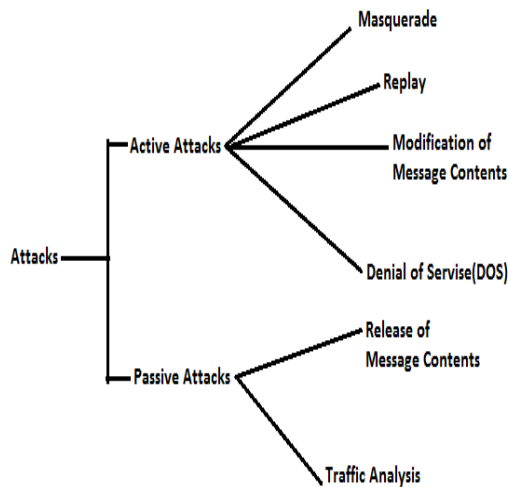 Masquerade
Replay
Active Attacks
Modification of
Message Contents
Attacks
Denial of Servise(DOS)
Release of
Message Contents
Passive Attacks
Traffic Analysis